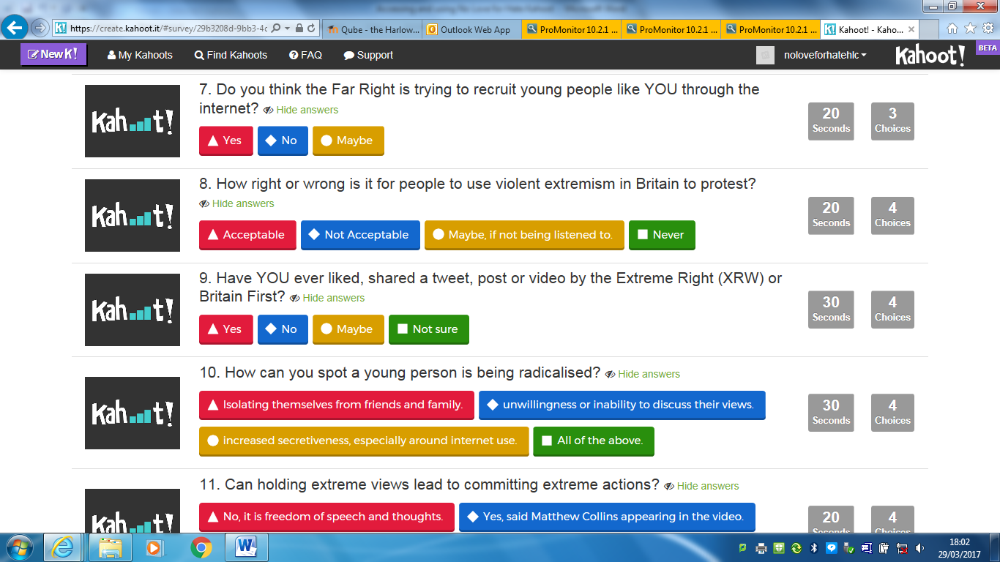 https://create.kahoot.it/#survey/29b3208d-9bb3-4c
Qube - the Harlow...
Outlook Web App
ProMonitor 10.2.1 ...
ProMonitor 10.2.1 ...
ProMonitor 10.2.1 ...
Kahoot! - Kaho...
New K!
My Kahoots
Find Kahoots
FAQ
Support
noloveforhatehlc
Kahoot!
BETA
Kahoot!
7. Do you think the Far Right is trying to recruit young people like YOU through the
internet? Hide answers
Yes No Maybe
20 Seconds
3 Choices
Kahoot!
8. How right or wrong is it for people to use violent extremism in Britain to protest?
Hide answers
Acceptable Not Acceptable Maybe, if not being listened to. Never
20 Seconds
4 Choices
Kahoot!
9. Have YOU ever liked, shared a tweet, post or video by the Extreme Right (XRW) or
Britain First? Hide answers
Yes No Maybe Not sure
30 Seconds
4 Choices
Kahoot!
10. How can you spot a young person is being radicalised? Hide answers
Isolating themselves from friends and family. unwillingness or inability to discuss their views.
increased secretiveness, especially around internet use. All of the above.
30 Seconds
4 Choices
Kahoot!
11. Can holding extreme views lead to committing extreme actions? Hide answers
No, it is freedom of speech and thoughts. Yes, said Matthew Collins appearing in the video.
20 Seconds
4 Choices
18:02
29/03/2017